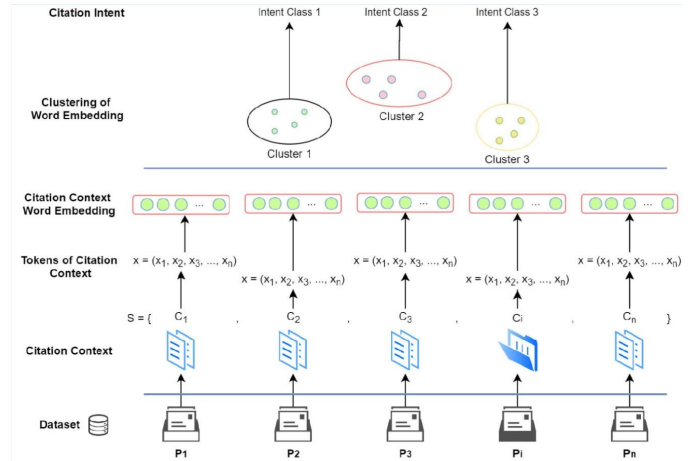 Citation Intent Intent Class 1 Intent Class 2 Intent Class 3
Clustering of
Word Embedding
Cluster 1
Cluster 2
Cluster 3
Citation Context
Word Embedding
... ... ... ... ...
Tokens of Citation
Context
x = (x₁, x₂, x₃, ..., xₙ) x = (x₁, x₂, x₃, ..., xₙ) x = (x₁, x₂, x₃, ..., xₙ)
x = (x₁, x₂, x₃, ..., xₙ) x = (x₁, x₂, x₃, ..., xₙ)
S = { C₁ , C₂ , C₃ , Cᵢ , Cₙ }
Citation Context
Dataset
P₁ P₂ P₃ Pᵢ Pₙ